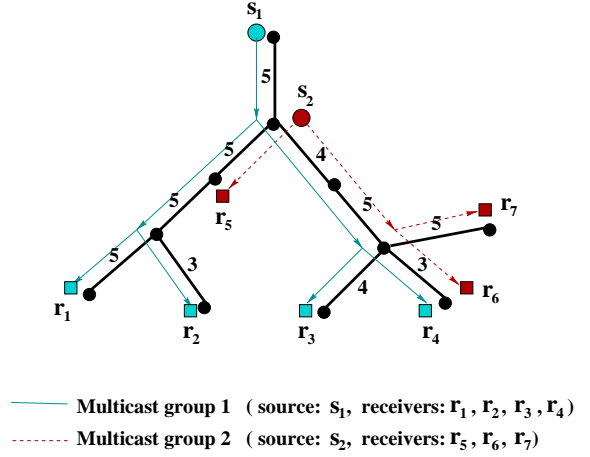 s1
5
s2
5
4
5
5
r5
r7
5
5
3
3
4
r1
r2
r3
r4
r6
Multicast group 1 ( source: s1, receivers: r1 , r2, r3 , r4 )
Multicast group 2 ( source: s2, receivers: r5 , r6, r7)